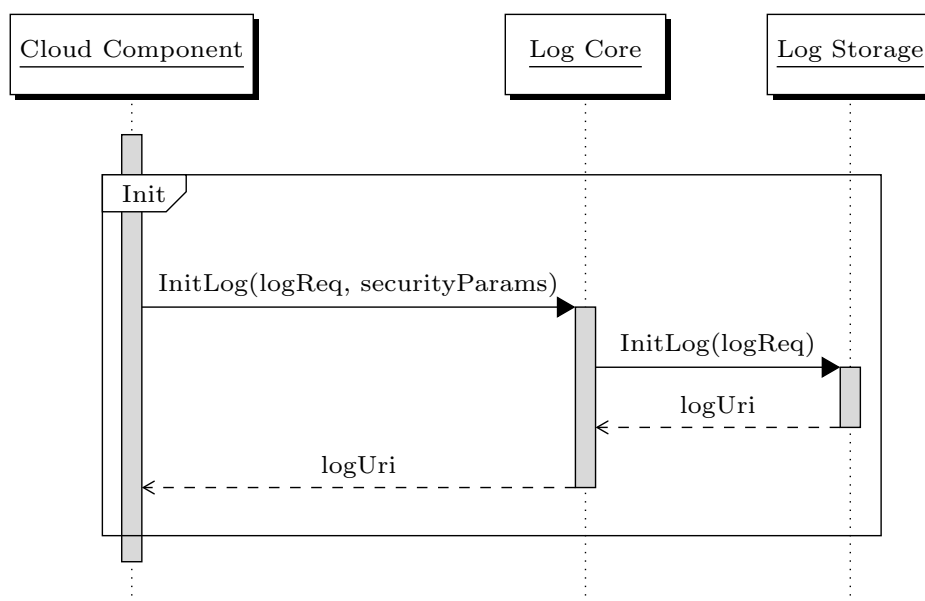 Cloud Component
Log Core
Log Storage
Init
InitLog(logReq, securityParams)
InitLog(logReq)
logUri
logUri